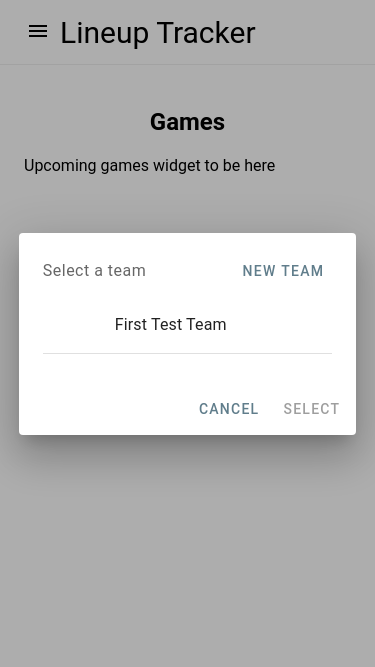 Lineup Tracker
Games
Upcoming games widget to be here
Select a team
NEW TEAM
First Test Team
CANCEL
SELECT